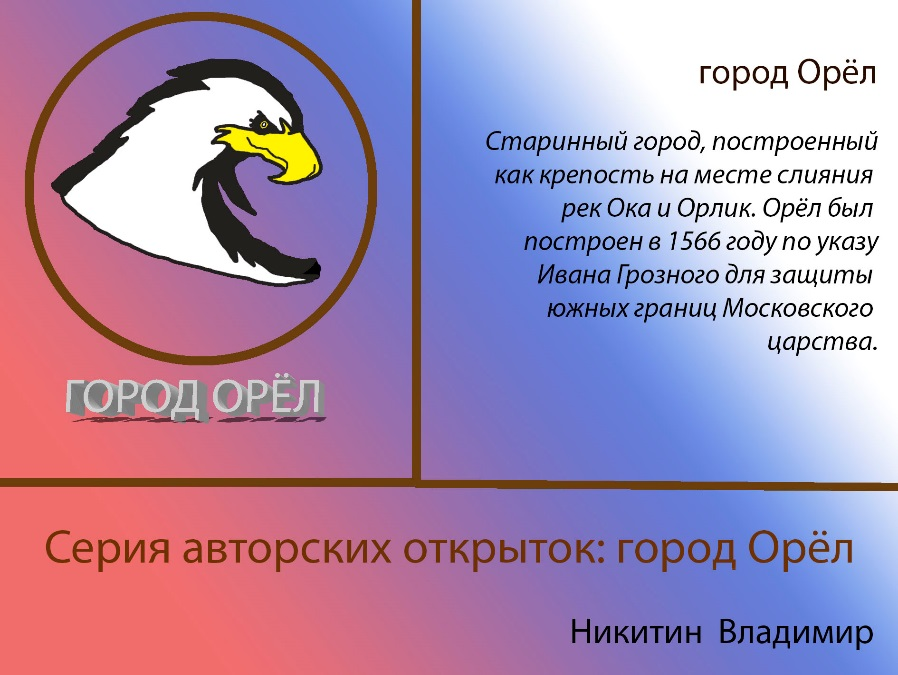 ГОРОД ОРЁЛ
город Орёл
Старинный город, построенный
как крепость на месте слияния
рек Ока и Орлик. Орёл был
построен в 1566 году по указу
Ивана Грозного для защиты
южных границ Московского
царства.
Серия авторских открыток: город Орёл
Никитин Владимир